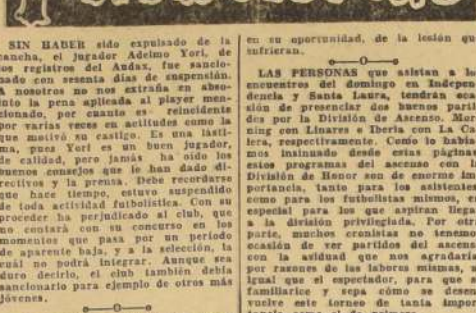 SIN HABER sido expulsado de la
cancha, el jugador Adelmo Yori, de
los registros del Audax, fue sancio-
nado con sesenta días de suspensión.
A nosotros no nos extraña en abso-
luto la pena aplicada al player men-
cionado, por cuanto es reincidente
por varias veces en actitudes como la
que motivó su castigo. Es una lásti-
ma, pues Yori es un buen jugador,
de calidad, pero jamás ha oído los
buenos consejos que le han dado di-
rectivos y la prensa. Debe recordarse
que hace tiempo, estuvo suspendido
de toda actividad futbolística. Con su
proceder ha perjudicado al club, que
no contará con su concurso en los
momentos que pasa por un período
de aparente baja, y a la selección, la
cuál no podrá integrar. Aunque sea
duro decirlo, el club también debía
sancionarlo para ejemplo de otros más
jóvenes.
en su oportunidad, de la lesión que
sufrieran.
LAS PERSONAS que asistan a los
encuentros del domingo en Indepen-
dencia y Santa Laura, tendrán oca-
sión de presenciar dos buenos parti-
dos por la División de Ascenso. Mor-
ning con Linares e Iberia con La Ca-
lera, respectivamente. Como lo había-
mos insinuado desde estas páginas,
estos programas del ascenso con la
División de Honor son de enorme im-
portancia, tanto para los asistentes
como para los futbolistas mismos, en
especial para los que aspiran llegar
a la división privilegiada. Por otra
parte, muchos cronistas no tenemos
ocasión de ver partidos del ascenso
con la asiduad que nos agradaría
por razones de las labores mismas, al
igual que el espectador, para que se
familiarice y sepa cómo se desen-
vuelve este torneo de tanta impor-
tancia como el de primera